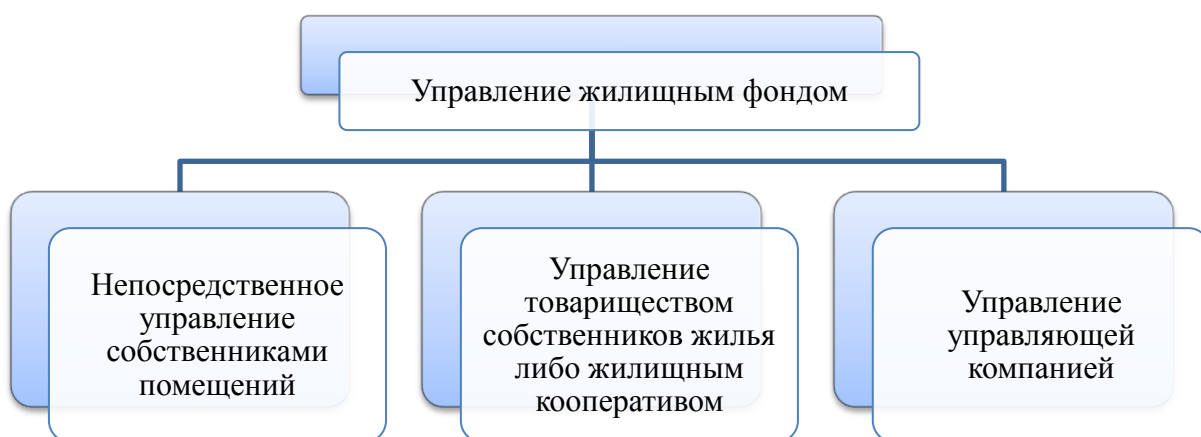 Управление жилищным фондом
Непосредственное
управление
собственниками
помещений
Управление
товариществом
собственников жилья
либо жилищным
кооперативом
Управление
управляющей
компанией